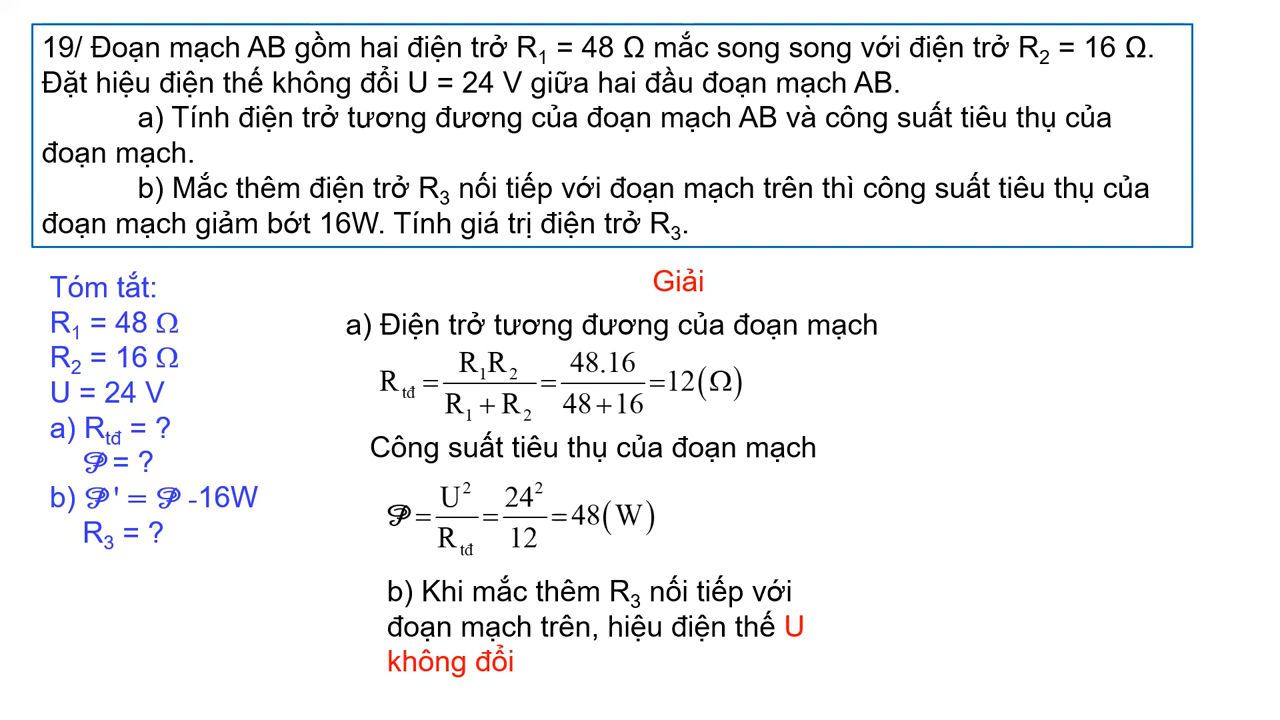 19/ Đoạn mạch AB gồm hai điện trở R₁ = 48 Ω mắc song song với điện trở R₂ = 16 Ω.
Đặt hiệu điện thế không đổi U = 24 V giữa hai đầu đoạn mạch AB.
a) Tính điện trở tương đương của đoạn mạch AB và công suất tiêu thụ của
đoạn mạch.
b) Mắc thêm điện trở R₃ nối tiếp với đoạn mạch trên thì công suất tiêu thụ của
đoạn mạch giảm bớt 16W. Tính giá trị điện trở R₃.
Tóm tắt:
R₁ = 48 Ω
R₂ = 16 Ω
U = 24 V
a) R_tđ = ?
𝒫 = ?
b) 𝒫' = 𝒫 -16W
R₃ = ?
Giải
a) Điện trở tương đương của đoạn mạch
R_tđ = R₁R₂ / (R₁ + R₂) = 48.16 / (48 + 16) = 12(Ω)
Công suất tiêu thụ của đoạn mạch
𝒫 = U² / R_tđ = 24² / 12 = 48(W)
b) Khi mắc thêm R₃ nối tiếp với
đoạn mạch trên, hiệu điện thế U
không đổi